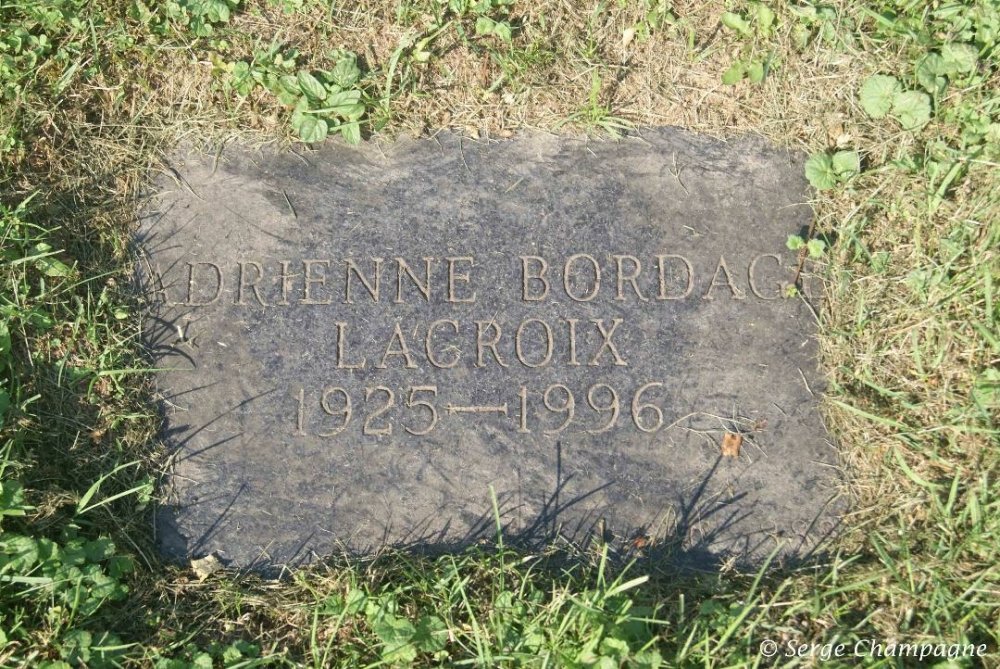 ADRIENNE BORDAGE
LACROIX
1925—1996
© Serge Champagne